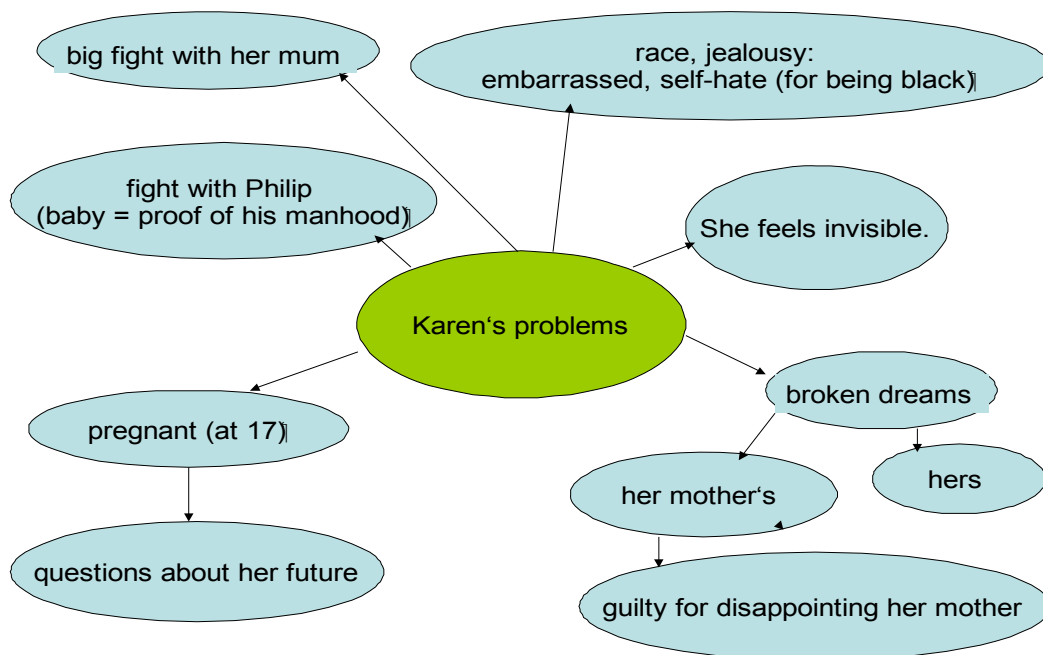 big fight with her mum
race, jealousy:
embarrassed, self-hate (for being black)
fight with Philip
(baby = proof of his manhood)
She feels invisible.
Karen‘s problems
broken dreams
pregnant (at 17)
hers
her mother‘s
questions about her future
guilty for disappointing her mother